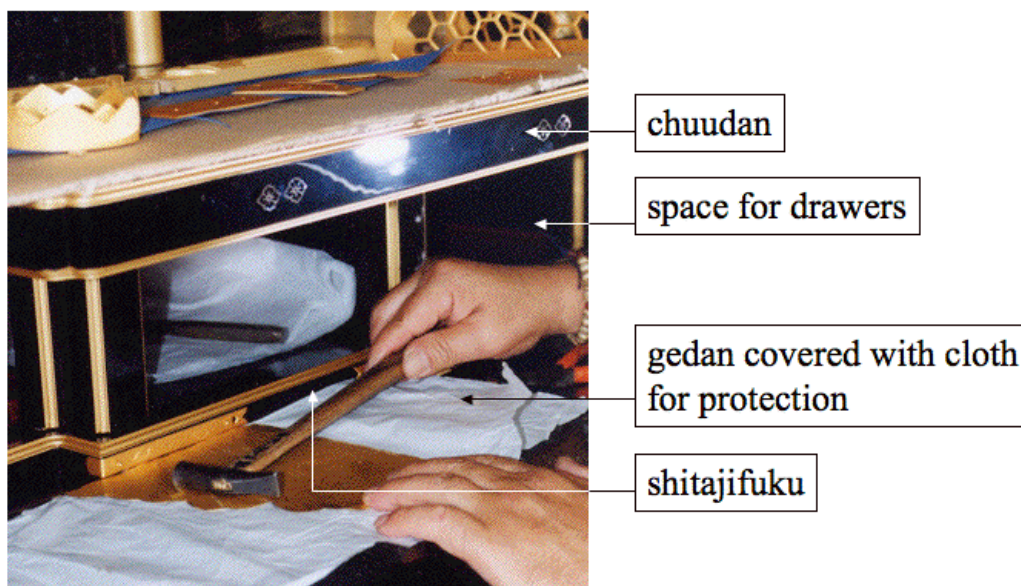 chuudan
space for drawers
gedan covered with cloth
for protection
shitajifuku